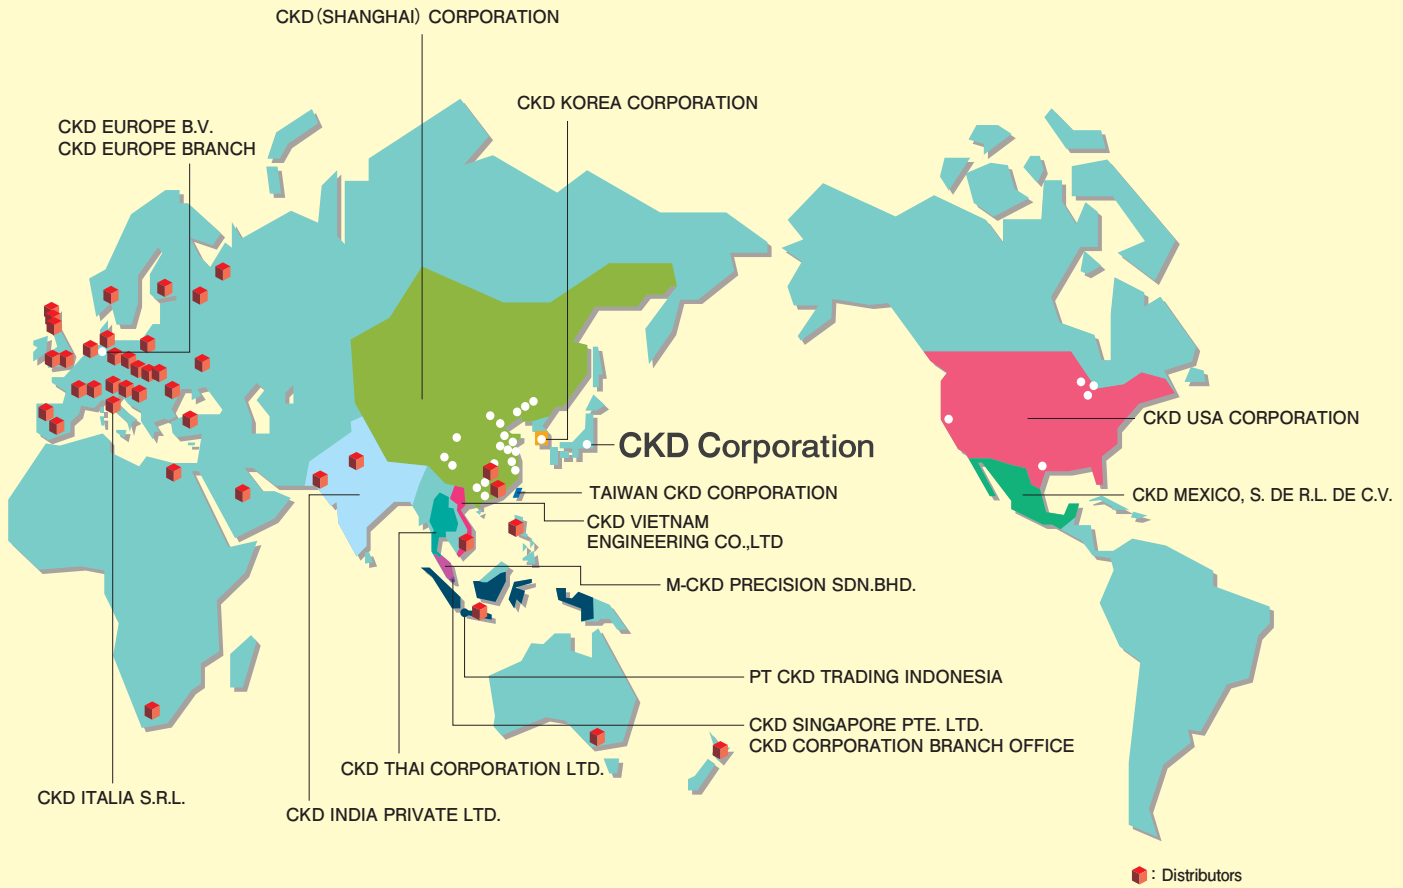 CKD(SHANGHAI) CORPORATION
CKD KOREA CORPORATION
CKD EUROPE B.V.
CKD EUROPE BRANCH
CKD USA CORPORATION
CKD Corporation
TAIWAN CKD CORPORATION
CKD MEXICO, S. DE R.L. DE C.V.
CKD VIETNAM
ENGINEERING CO.,LTD
M-CKD PRECISION SDN.BHD.
PT CKD TRADING INDONESIA
CKD SINGAPORE PTE. LTD.
CKD CORPORATION BRANCH OFFICE
CKD THAI CORPORATION LTD.
CKD ITALIA S.R.L.
CKD INDIA PRIVATE LTD.
: Distributors